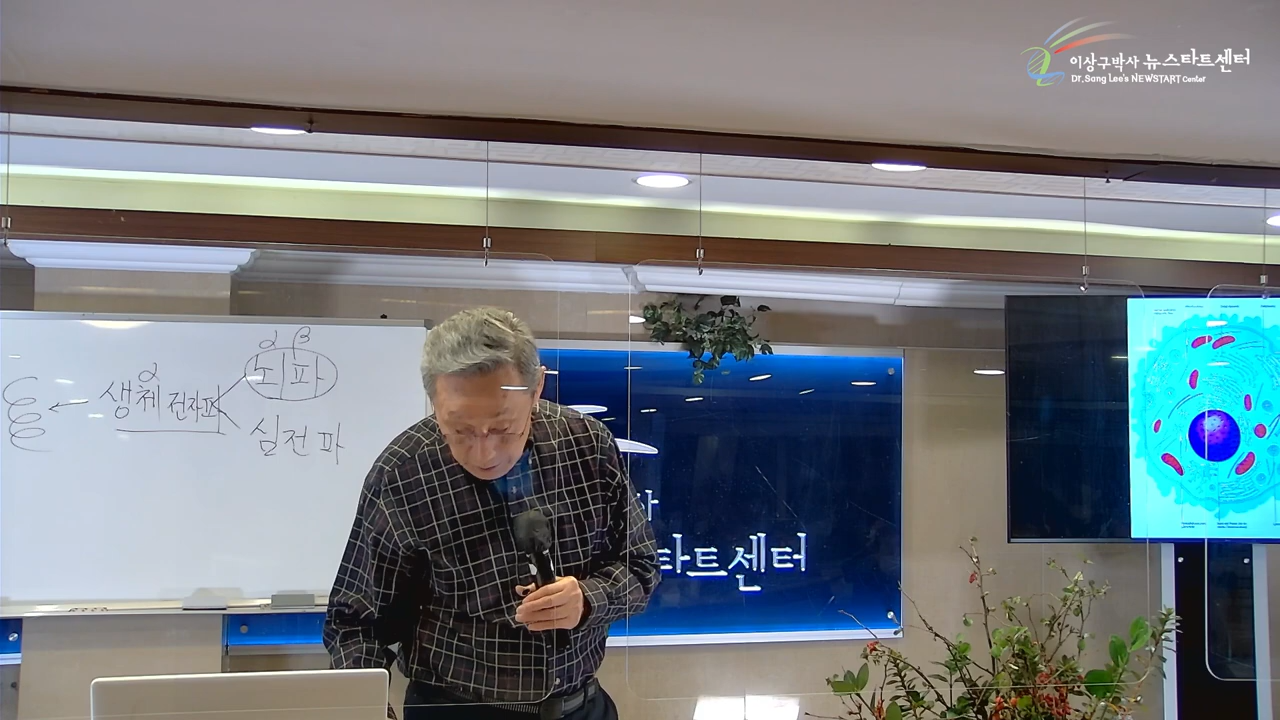 이상구박사 뉴스타트센터
Dr. Sang Lee's NEWSTART Center
α β
뇌파
α
생체 전자파
심전파
사
타트센터